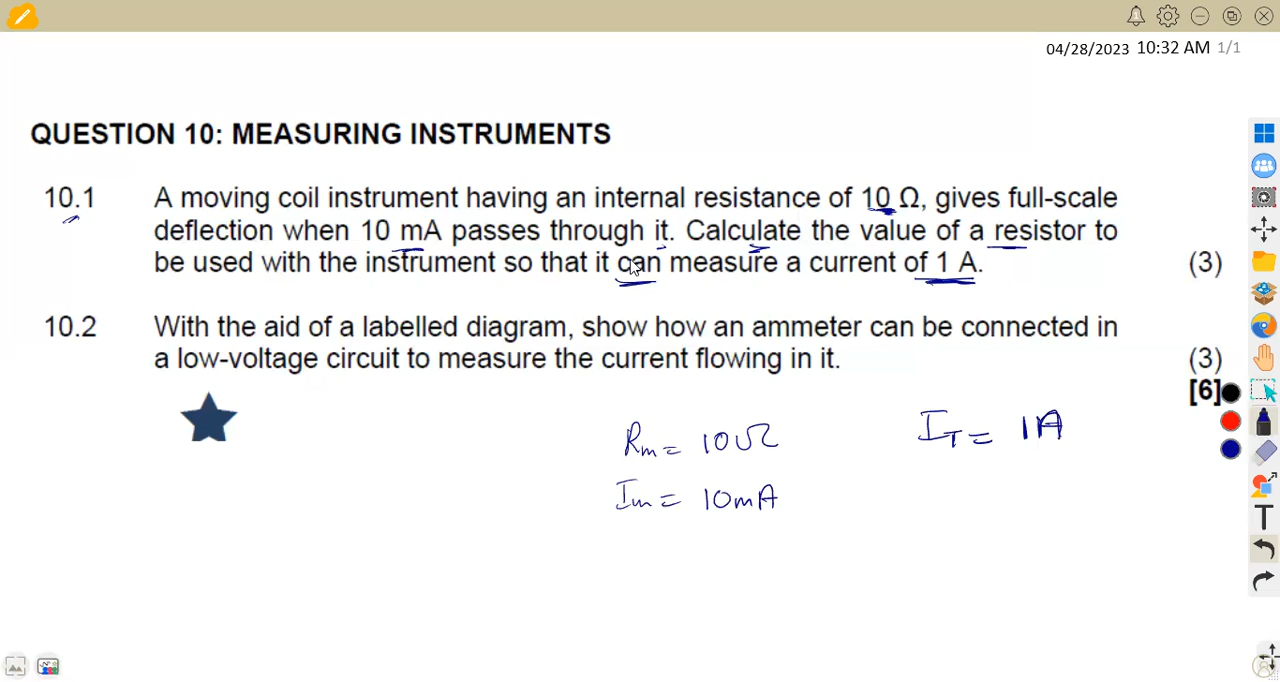 04/28/2023 10:32 AM 1/1
QUESTION 10: MEASURING INSTRUMENTS
10.1 A moving coil instrument having an internal resistance of 10 Ω, gives full-scale
deflection when 10 mA passes through it. Calculate the value of a resistor to
be used with the instrument so that it can measure a current of 1 A. (3)
10.2 With the aid of a labelled diagram, show how an ammeter can be connected in
a low-voltage circuit to measure the current flowing in it. (3)
[6]
Rm = 10Ω IT = 1A
Im = 10mA
T